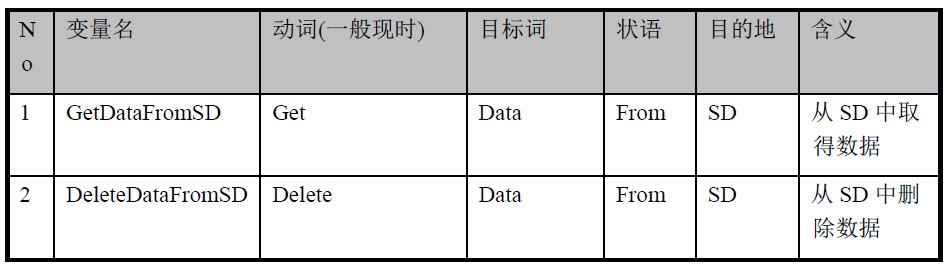 No 变量名 动词(一般现时) 目标词 状语 目的地 含义
1 GetDataFromSD Get Data From SD 从 SD 中取得数据
2 DeleteDataFromSD Delete Data From SD 从 SD 中删除数据